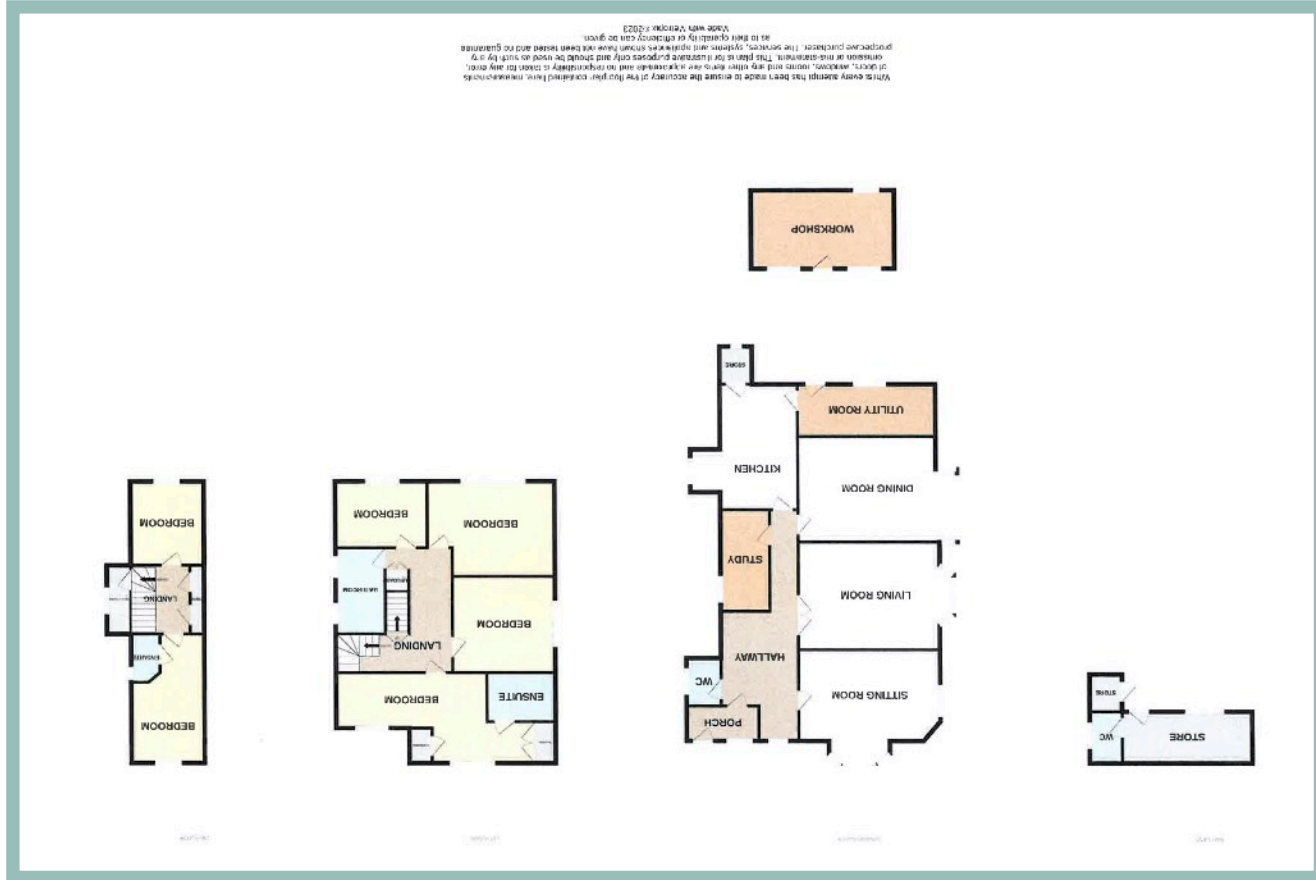 STORE
WC
STORE
SITTING ROOM
PORCH
WC
HALLWAY
LIVING ROOM
STUDY
DINING ROOM
KITCHEN
UTILITY ROOM
STORE
WORKSHOP
BEDROOM
ENSUITE
LANDING
BEDROOM
BATHROOM
BEDROOM
BEDROOM
BEDROOM
ENSUITE
LANDING
BEDROOM
Whilst every attempt has been made to ensure the accuracy of the floorplan contained here, measurements
of doors, windows, rooms and any other items are approximate and no responsibility is taken for any error,
omission or mis-statement. This plan is for illustrative purposes only and should be used as such by any
prospective purchaser. The services, systems and appliances shown have not been tested and no guarantee
as to their operability or efficiency can be given.
Made with Metropix ©2023